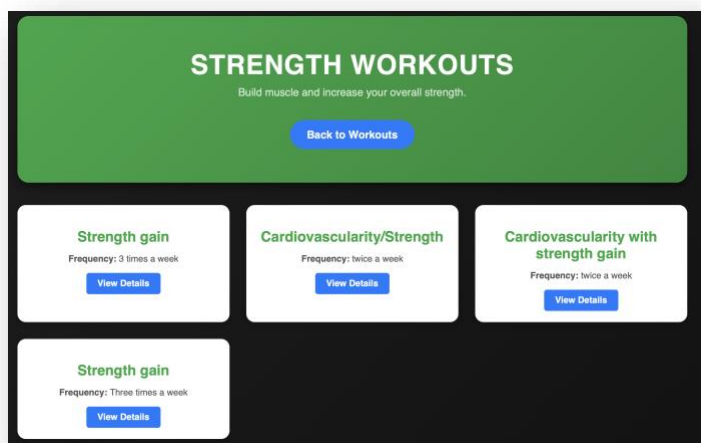 STRENGTH WORKOUTS
Build muscle and increase your overall strength.
Back to Workouts
Strength gain
Frequency: 3 times a week
View Details
Cardiovascularity/Strength
Frequency: twice a week
View Details
Cardiovascularity with
strength gain
Frequency: twice a week
View Details
Strength gain
Frequency: Three times a week
View Details